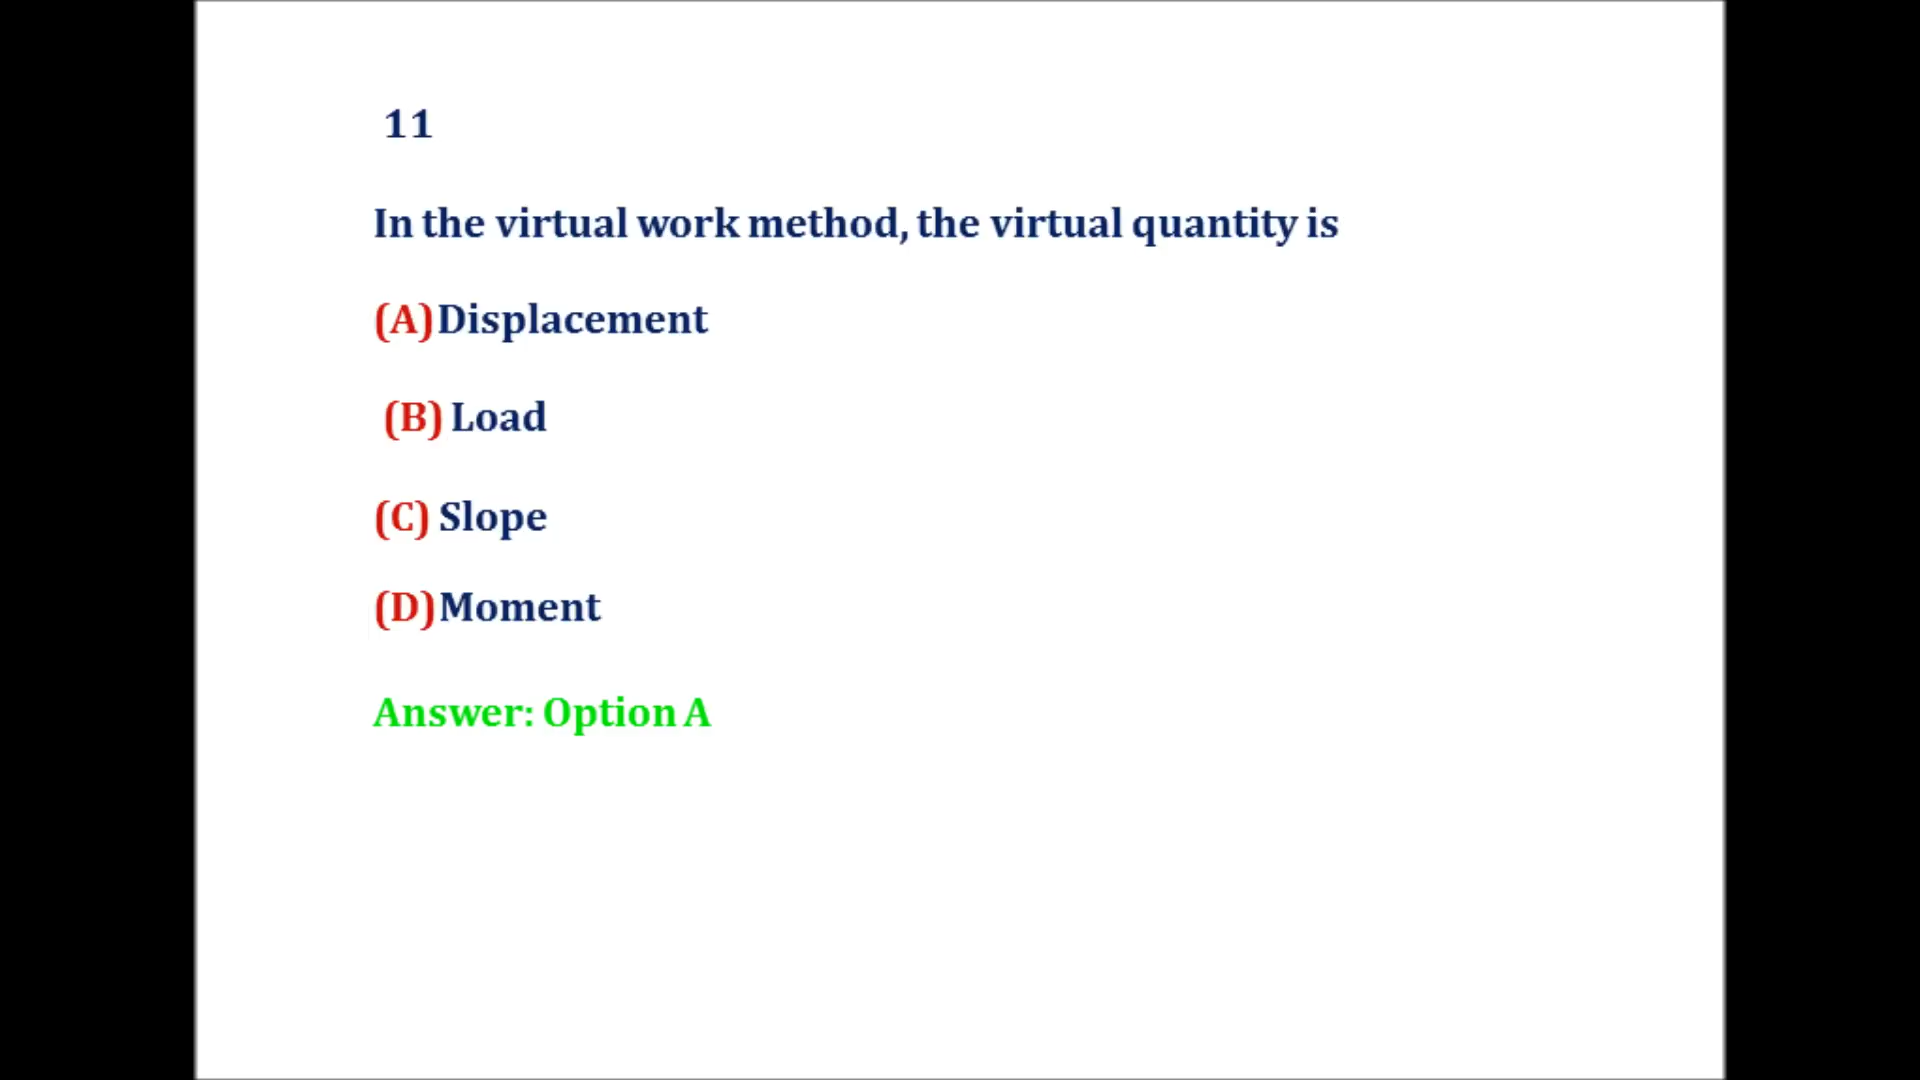 11
In the virtual work method, the virtual quantity is
(A)Displacement
(B) Load
(C) Slope
(D)Moment
Answer: Option A